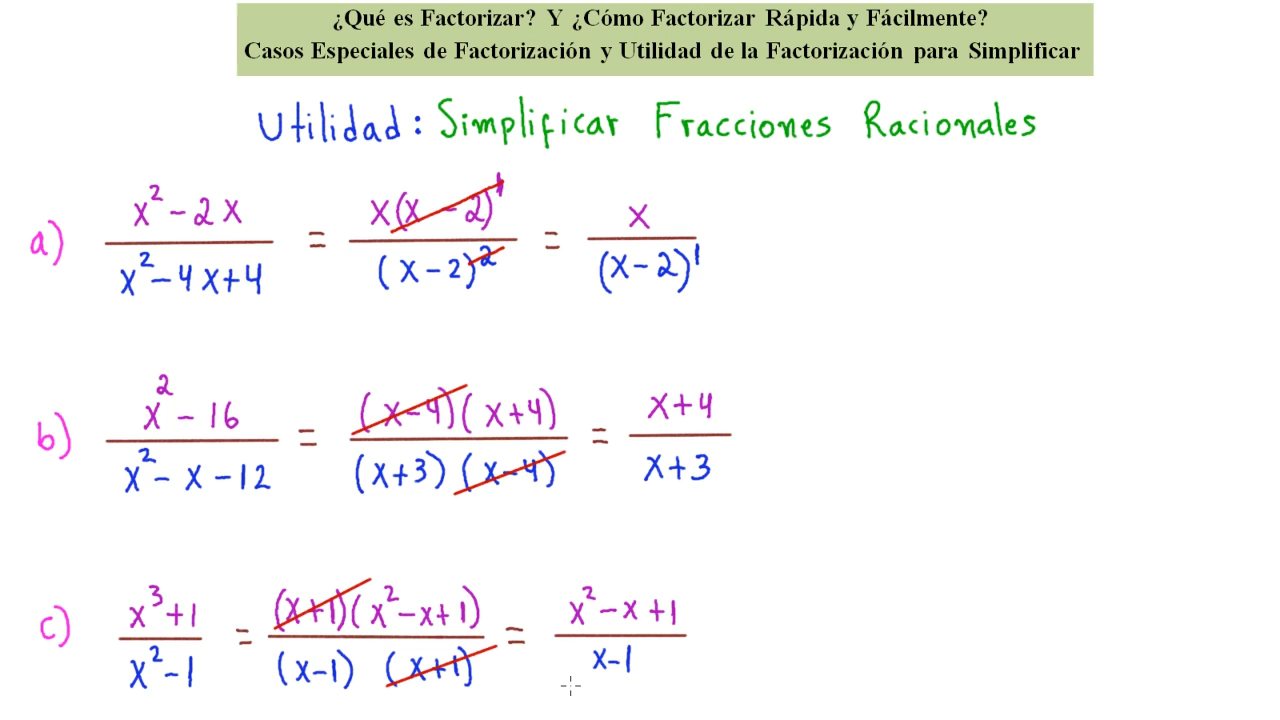 ¿Qué es Factorizar? Y ¿Cómo Factorizar Rápida y Fácilmente?
Casos Especiales de Factorización y Utilidad de la Factorización para Simplificar
Utilidad: Simplificar Fracciones Racionales
a) x² - 2x / x² - 4x + 4 = x(x - 2)¹ / (x - 2)² = x / (x - 2)¹
b) x² - 16 / x² - x - 12 = (x - 4)(x + 4) / (x + 3)(x - 4) = x + 4 / x + 3
c) x³ + 1 / x² - 1 = (x + 1)(x² - x + 1) / (x - 1)(x + 1) = x² - x + 1 / x - 1